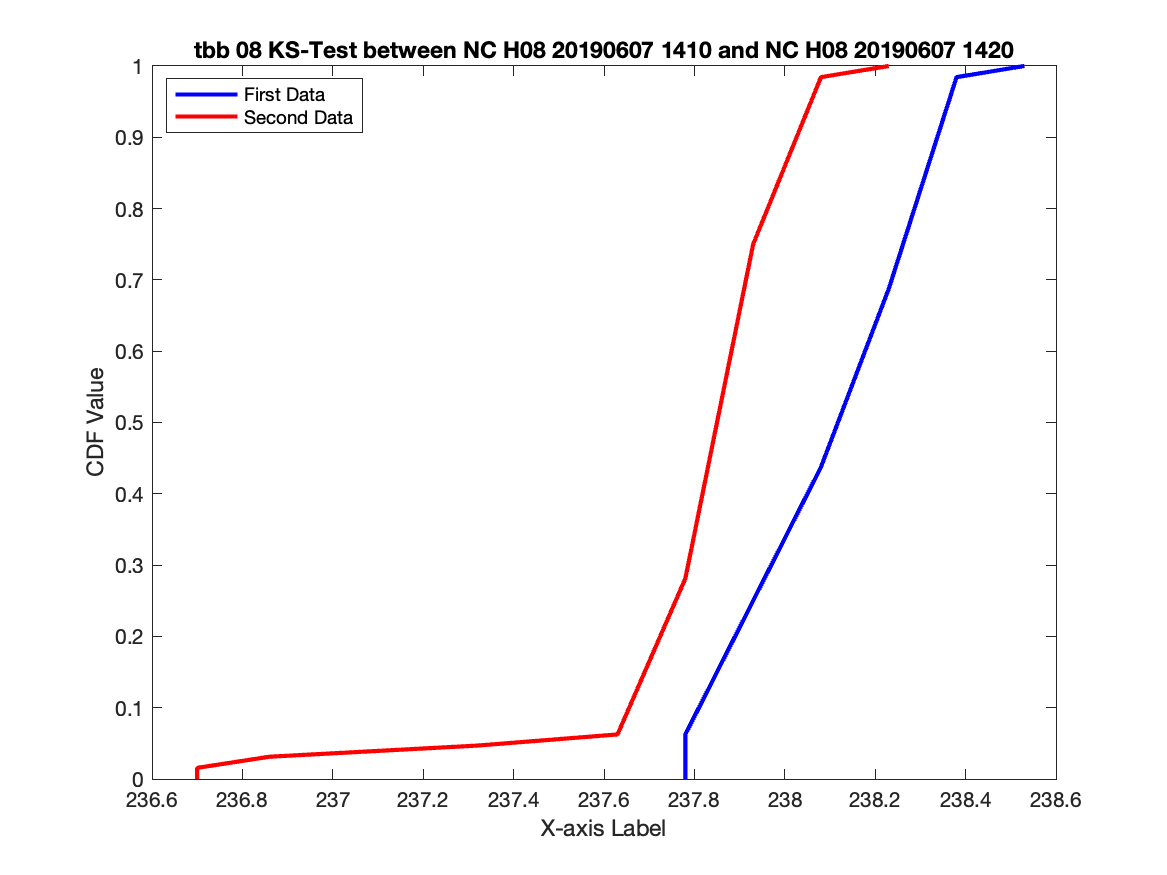 tbb 08 KS-Test between NC H08 20190607 1410 and NC H08 20190607 1420
First Data
Second Data
1
0.9
0.8
0.7
0.6
0.5
0.4
0.3
0.2
0.1
0
CDF Value
236.6 236.8 237 237.2 237.4 237.6 237.8 238 238.2 238.4 238.6
X-axis Label